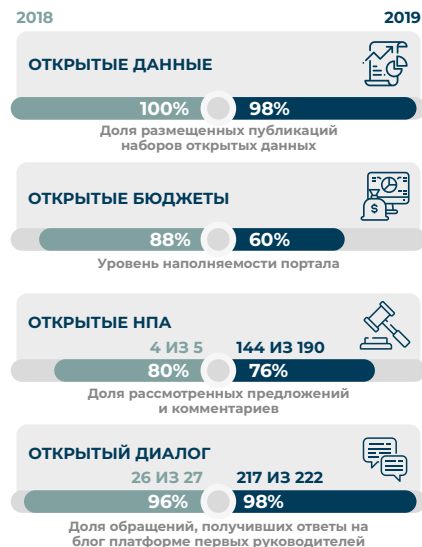 2018 2019
ОТКРЫТЫЕ ДАННЫЕ
100% 98%
Доля размещенных публикаций
наборов открытых данных
ОТКРЫТЫЕ БЮДЖЕТЫ
$
88% 60%
Уровень наполняемости портала
ОТКРЫТЫЕ НПА
4 ИЗ 5 144 ИЗ 190
80% 76%
Доля рассмотренных предложений
и комментариев
ОТКРЫТЫЙ ДИАЛОГ
26 ИЗ 27 217 ИЗ 222
96% 98%
Доля обращений, получивших ответы на
блог платформе первых руководителей